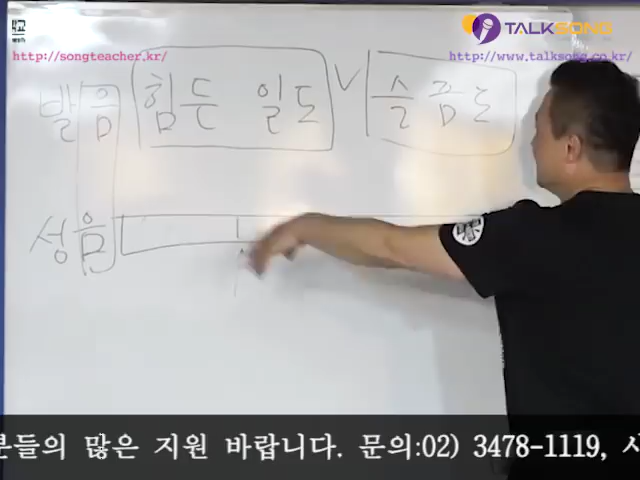 TALKSONG
http://songteacher.kr/
http://www.talksong.co.kr/
발음 힘든 일도 V 슬픔도
성음
분들의 많은 지원 바랍니다. 문의:02) 3478-1119, 시